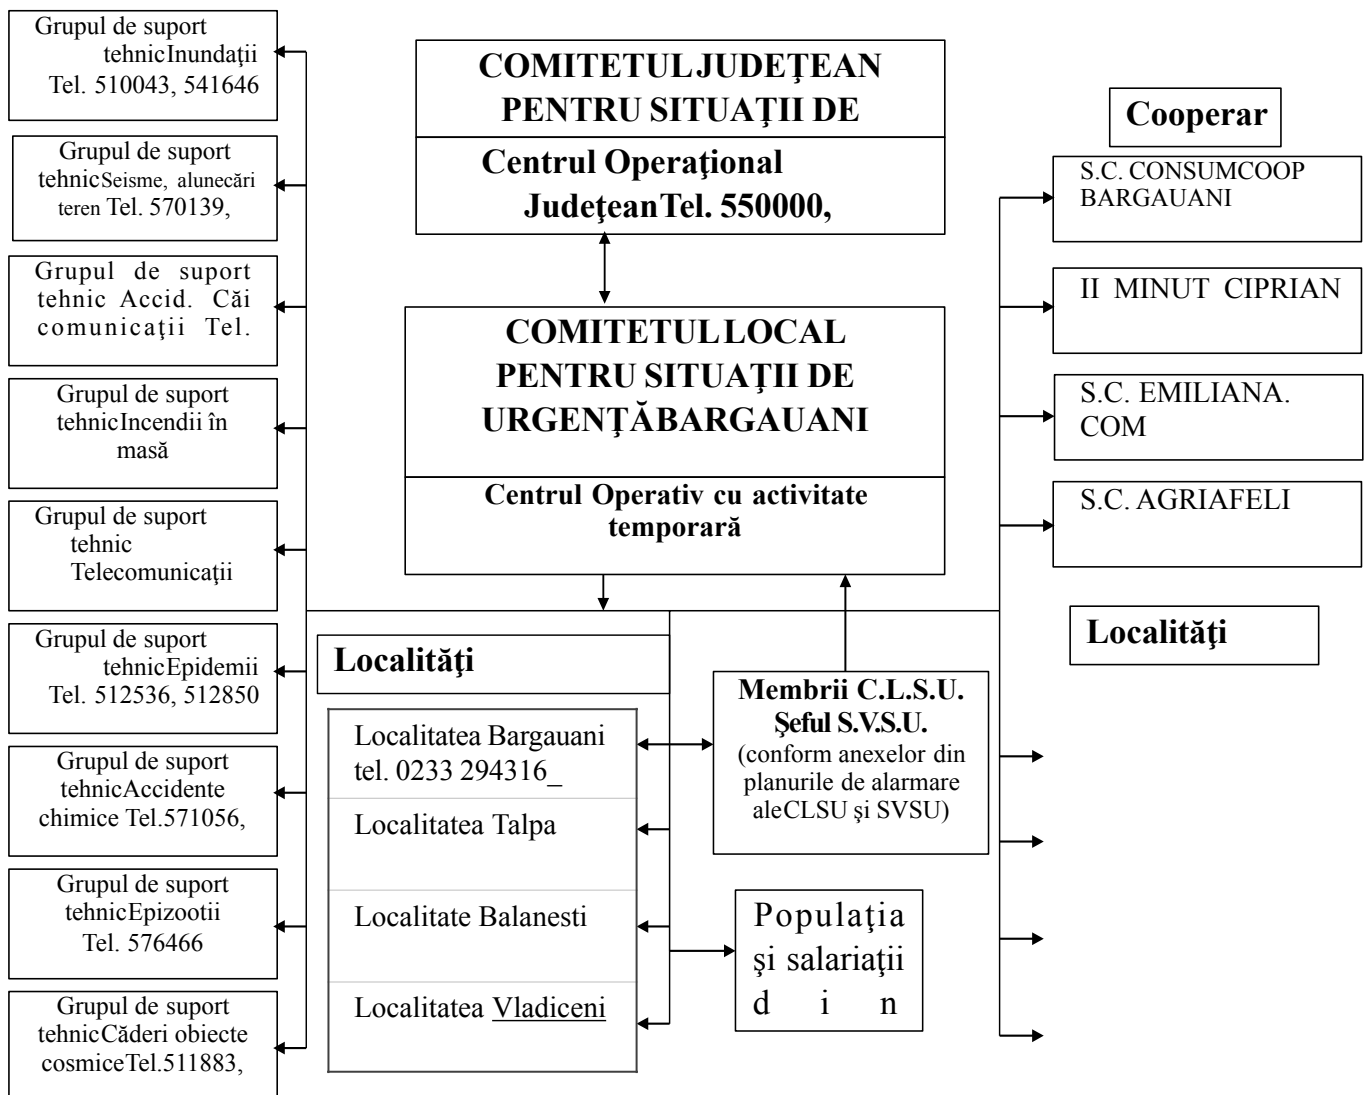 Grupul de suport
tehnicInundaţii
Tel. 510043, 541646
Grupul de suport
tehnicSeisme, alunecări
teren Tel. 570139,
Grupul de suport
tehnic Accid. Căi
comunicaţii Tel.
Grupul de suport
tehnicIncendii în
masă
Grupul de suport
tehnic
Telecomunicaţii
Grupul de suport
tehnicEpidemii
Tel. 512536, 512850
Grupul de suport
tehnicAccidente
chimice Tel.571056,
Grupul de suport
tehnicEpizootii
Tel. 576466
Grupul de suport
tehnicCăderi obiecte
cosmiceTel.511883,
COMITETULJUDEŢEAN
PENTRU SITUAŢII DE
Centrul Operaţional
JudeţeanTel. 550000,
COMITETULLOCAL
PENTRU SITUAŢII DE
URGENŢĂBARGAUANI
Centrul Operativ cu activitate
temporară
Localităţi
Localitatea Bargauani
tel. 0233 294316_
Localitatea Talpa
Localitate Balanesti
Localitatea Vladiceni
Membrii C.L.S.U.
Şeful S.V.S.U.
(conform anexelor din
planurile de alarmare
aleCLSU şi SVSU)
Populaţia
şi salariaţii
din
Cooperar
S.C. CONSUMCOOP
BARGAUANI
II MINUT CIPRIAN
S.C. EMILIANA.
COM
S.C. AGRIAFELI
Localităţi